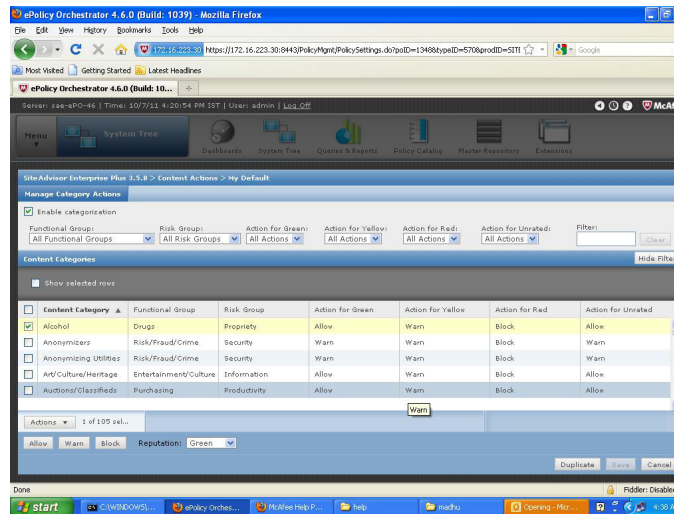 ePolicy Orchestrator 4.6.0 (Build: 1039) - Mozilla Firefox
File Edit View History Bookmarks Tools Help
172.16.223.30 https://172.16.223.30:8443/PolicyMgmt/PolicySettings.do?poID=1348&typeID=570&prodID=SITE
Google
Most Visited Getting Started Latest Headlines
ePolicy Orchestrator 4.6.0 (Build: 10...
Server: sae-ePO-46 | Time: 10/7/11 4:20:54 PM IST | User: admin | Log Off
McAf
Menu System Tree Dashboards System Tree Queries & Reports Policy Catalog Master Repository Extensions
SiteAdvisor Enterprise Plus 3.5.0 > Content Actions > My Default
Manage Category Actions
Enable categorization
Functional Group: Risk Group: Action for Green: Action for Yellow: Action for Red: Action for Unrated: Filter:
All Functional Groups All Risk Groups All Actions All Actions All Actions All Actions Clear
Content Categories Hide Filte
Show selected rows
Content Category Functional Group Risk Group Action for Green Action for Yellow Action for Red Action for Unrated
Alcohol Drugs Propriety Allow Warn Block Allow
Anonymizers Risk/Fraud/Crime Security Warn Warn Block Warn
Anonymizing Utilities Risk/Fraud/Crime Security Warn Warn Block Warn
Art/Culture/Heritage Entertainment/Culture Information Allow Warn Block Allow
Auctions/Classifieds Purchasing Productivity Allow Warn Block Allow
Warn
Actions 1 of 105 sel...
Allow Warn Block Reputation: Green
Duplicate Save Cancel
Done Fiddler: Disable
start C:\WINDOWS\... ePolicy Orches... McAfee Help P... help madhu Opening - Micr... 4:38 A